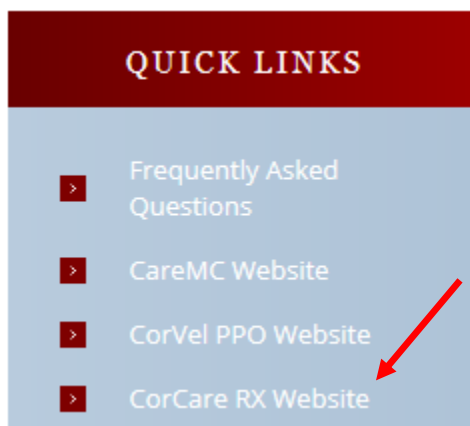 QUICK LINKS
Frequently Asked
Questions
CareMC Website
CorVel PPO Website
CorCare RX Website